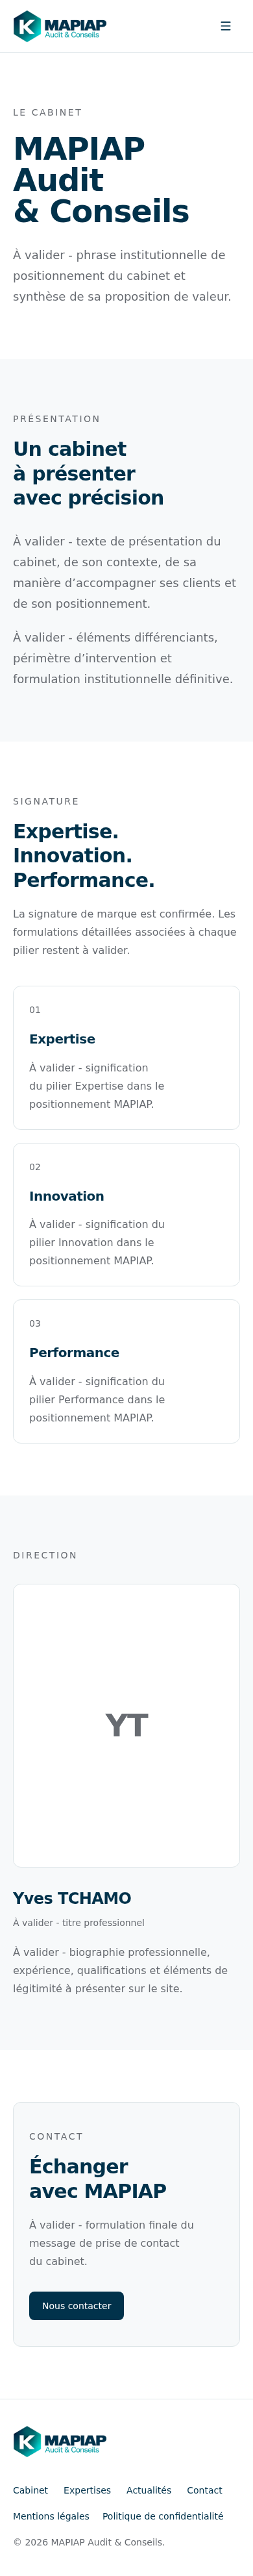 MAPIAP
Audit & Conseils
LE CABINET
MAPIAP
Audit
& Conseils
À valider - phrase institutionnelle de
positionnement du cabinet et
synthèse de sa proposition de valeur.
PRÉSENTATION
Un cabinet
à présenter
avec précision
À valider - texte de présentation du
cabinet, de son contexte, de sa
manière d’accompagner ses clients et
de son positionnement.
À valider - éléments différenciants,
périmètre d’intervention et
formulation institutionnelle définitive.
SIGNATURE
Expertise.
Innovation.
Performance.
La signature de marque est confirmée. Les
formulations détaillées associées à chaque
pilier restent à valider.
01
Expertise
À valider - signification
du pilier Expertise dans le
positionnement MAPIAP.
02
Innovation
À valider - signification du
pilier Innovation dans le
positionnement MAPIAP.
03
Performance
À valider - signification du
pilier Performance dans le
positionnement MAPIAP.
DIRECTION
YT
Yves TCHAMO
À valider - titre professionnel
À valider - biographie professionnelle,
expérience, qualifications et éléments de
légitimité à présenter sur le site.
CONTACT
Échanger
avec MAPIAP
À valider - formulation finale du
message de prise de contact
du cabinet.
Nous contacter
MAPIAP
Audit & Conseils
Cabinet Expertises Actualités Contact
Mentions légales Politique de confidentialité
© 2026 MAPIAP Audit & Conseils.